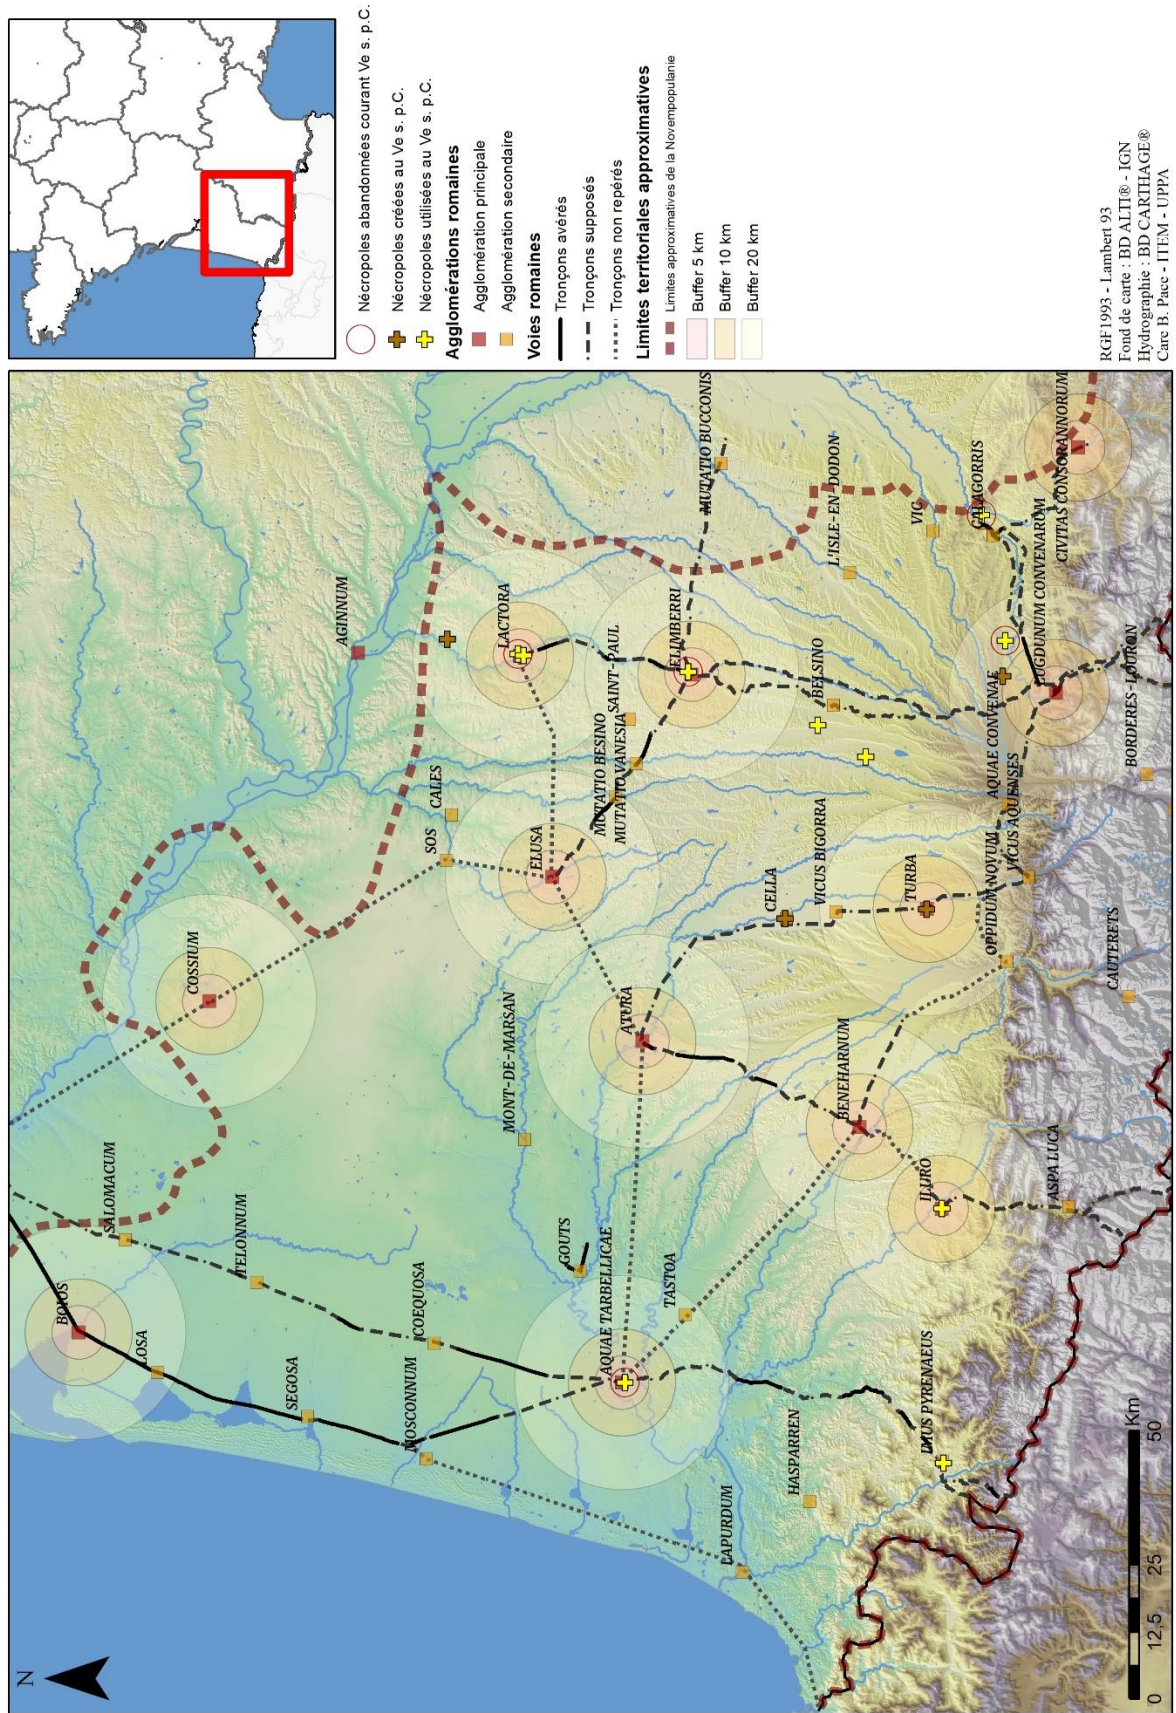 N
BOIOS
LOSA
SALOMACUM
TELONNUM
SEGOSA
COEQUOSA
MOSCONNUM
COSSIUM
AGINNUM
SOS
CALES
LACTORA
ELUSA
MONT-DE-MARSAN
GOUTS
AQUAE TARBELLICAE
TASTOA
ATURA
MUTATIO BESINO
MUTATIO VANESIA
SAINT-PAUL
ELIMBERRI
MUTATIO BUCCONIS
LAPURDUM
HASPARREN
IMUS PYRENAEUS
BENEHARNUM
ILURO
ASPA LUCA
CELLA
VICUS BIGORRA
TURBA
OPPIDUM NOVUM
VICUS AQUENSES
AQUAE CONVENAE
CAUTERETS
BELSINO
L'ISLE-EN-DODON
VIC
CALAGORRIS
LUGDUNUM CONVENARUM
CIVITAS CONSORANNORUM
BORDERES-LOURON
0 12,5 25 50
Km
Nécropoles abandonnées courant Ve s. p.C.
Nécropoles créées au Ve s. p.C.
Nécropoles utilisées au Ve s. p.C.
Agglomérations romaines
Agglomération principale
Agglomération secondaire
Voies romaines
Tronçons avérés
Tronçons supposés
Tronçons non repérés
Limites territoriales approximatives
Limites approximatives de la Novempopulanie
Buffer 5 km
Buffer 10 km
Buffer 20 km
RGF1993 - Lambert 93
Fond de carte : BD ALTI® - IGN
Hydrographie : BD CARTHAGE®
Care B. Pace - ITEM - UPPA